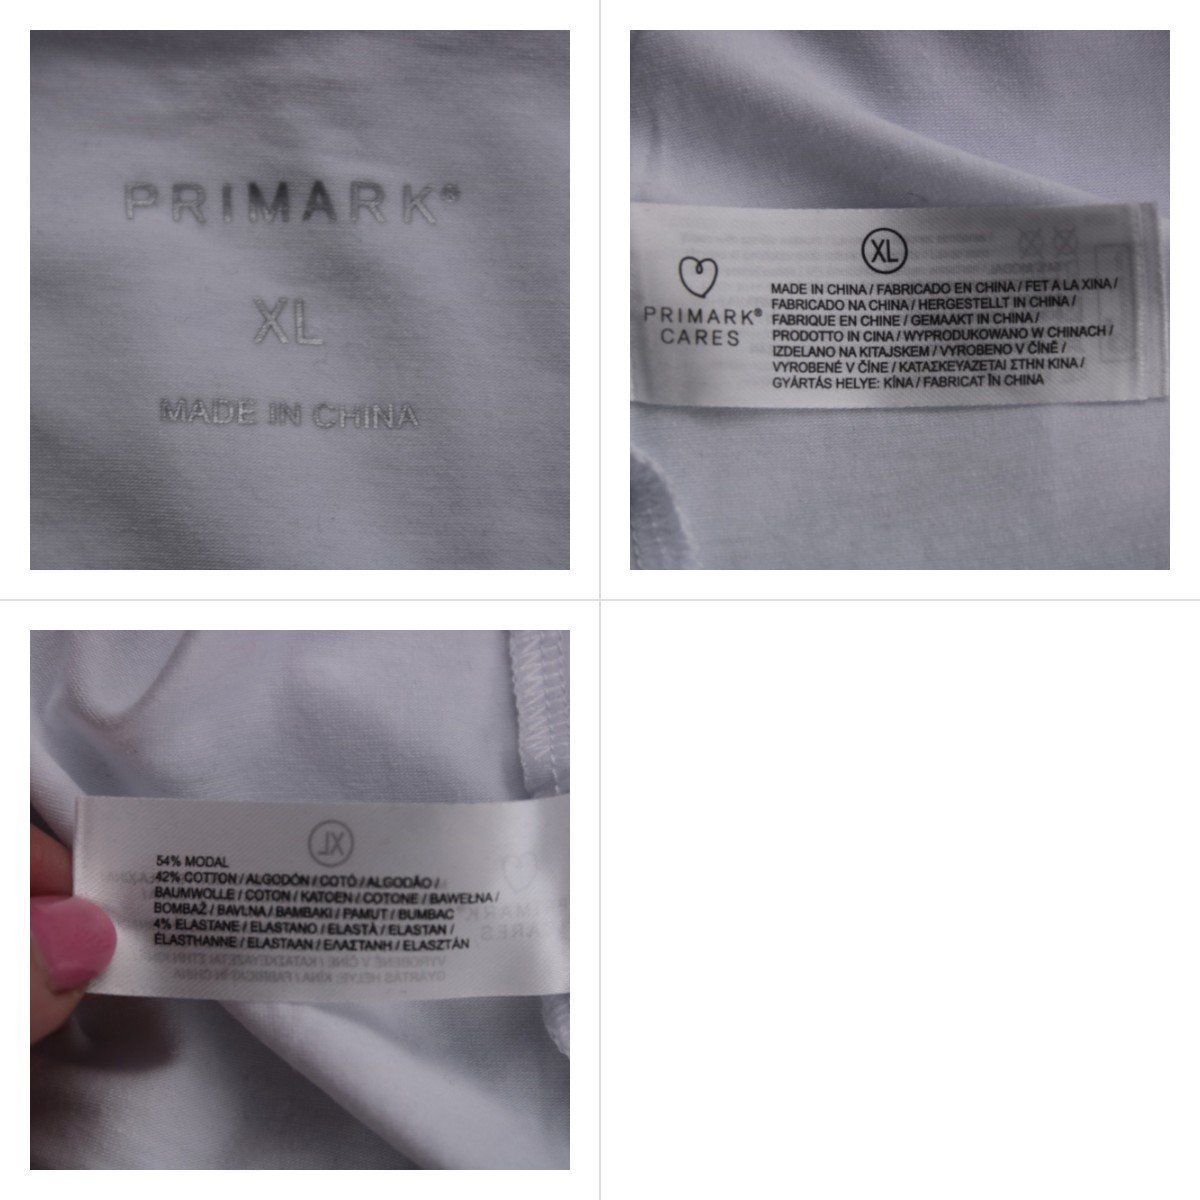 PRIMARK®
XL
MADE IN CHINA
XL
PRIMARK®
CARES
MADE IN CHINA / FABRICADO EN CHINA / FET A LA XINA /
FABRICADO NA CHINA / HERGESTELLT IN CHINA /
FABRIQUE EN CHINE / GEMAAKT IN CHINA /
PRODOTTO IN CINA / WYPRODUKOWANO W CHINACH /
IZDELANO NA KITAJSKEM / VYROBENO V ČÍNĚ /
VYROBENÉ V ČÍNE / ΚΑΤΑΣΚΕΥΑΖΕΤΑΙ ΣΤΗΝ ΚΙΝΑ /
GYÁRTÁS HELYE: KÍNA / FABRICAT ÎN CHINA
54% MODAL
42% COTTON / ALGODÓN / COTÓ / ALGODÃO /
BAUMWOLLE / COTON / KATOEN / COTONE / BAWEŁNA /
BOMBAŽ / BAVLNA / ΒΑΜΒΑΚΙ / PAMUT / BUMBAC
4% ELASTANE / ELASTANO / ELASTÀ / ELASTAN /
ÉLASTHANNE / ELASTAAN / ΕΛΑΣΤΑΝΗ / ELASZTÁN